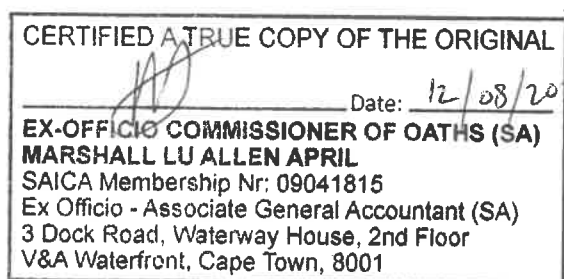 CERTIFIED A TRUE COPY OF THE ORIGINAL
Date: 12/08/20
EX-OFFICIO COMMISSIONER OF OATHS (SA)
MARSHALL LU ALLEN APRIL
SAICA Membership Nr: 09041815
Ex Officio - Associate General Accountant (SA)
3 Dock Road, Waterway House, 2nd Floor
V&A Waterfront, Cape Town, 8001